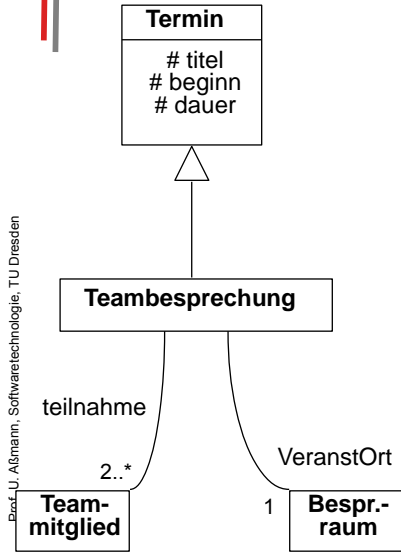 Termin
# titel
# beginn
# dauer
Teambesprechung
teilnahme
2..*
VeranstOrt
Team-
mitglied
1
Bespr.-
raum
Prof. U. Aßmann, Softwaretechnologie, TU Dresden